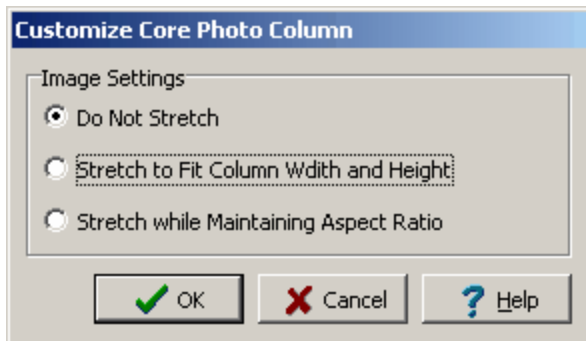 Customize Core Photo Column
Image Settings
Do Not Stretch
Stretch to Fit Column Wdith and Height
Stretch while Maintaining Aspect Ratio
OK Cancel Help